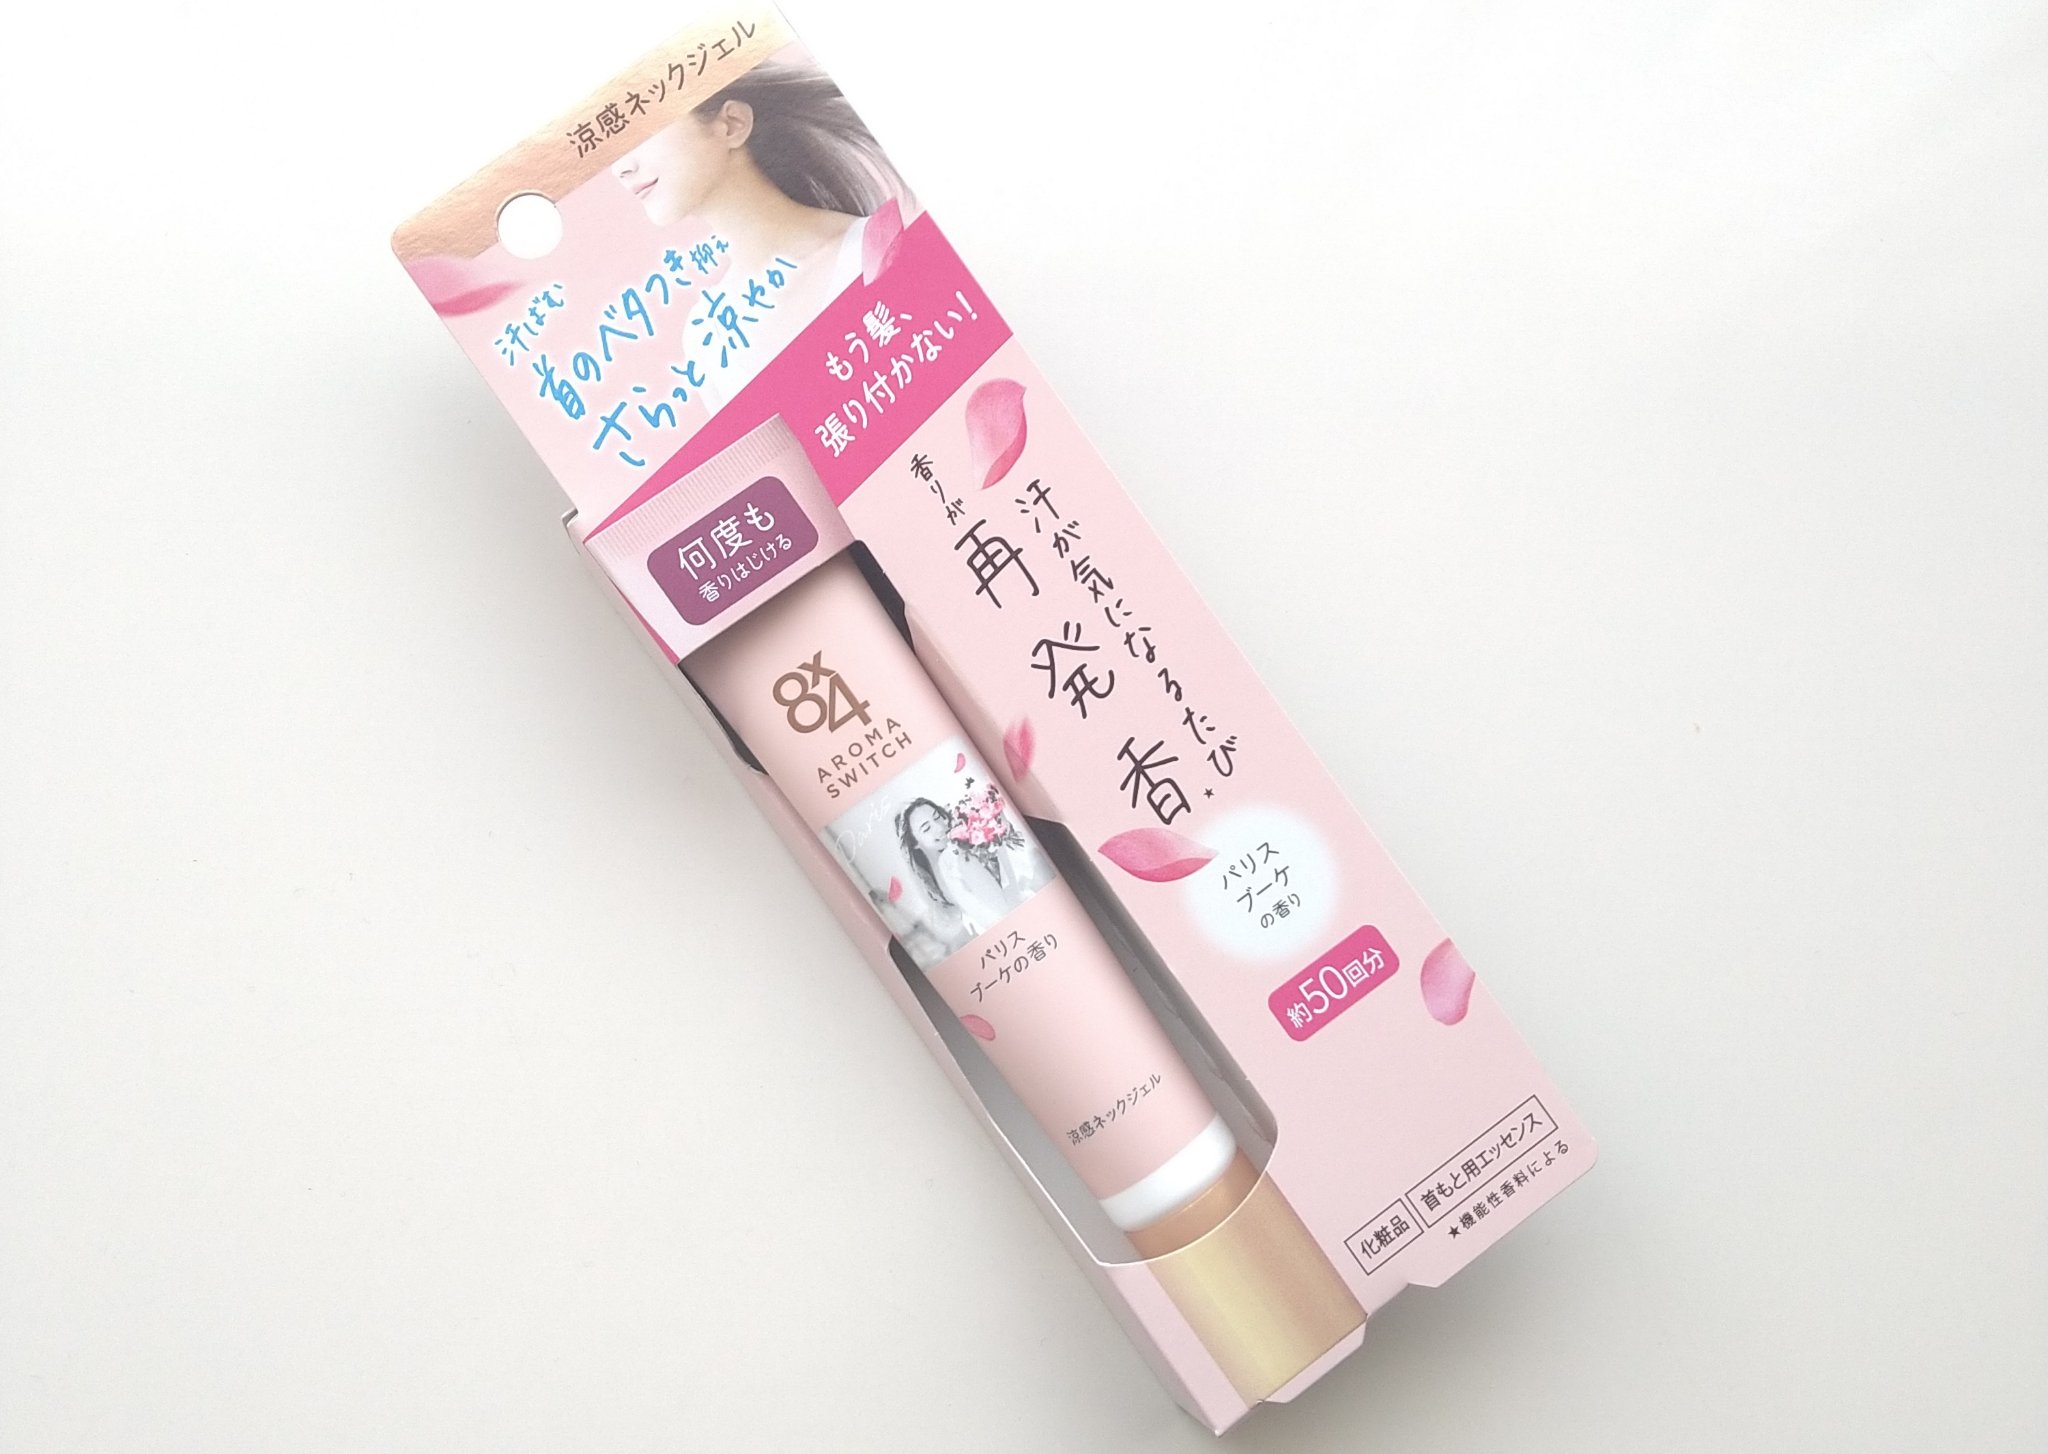 涼感ネックジェル
汗ばむ
首のベタつき抑え
さらっと涼やか
もう髪、
張り付かない!
何度も
香りはじける
汗が気になるたび
香りが
再発香★
8x4
AROMA
SWITCH
Paris
パリス
ブーケの香り
涼感ネックジェル
パリス
ブーケ
の香り
約50回分
化粧品
首もと用エッセンス
★機能性香料による